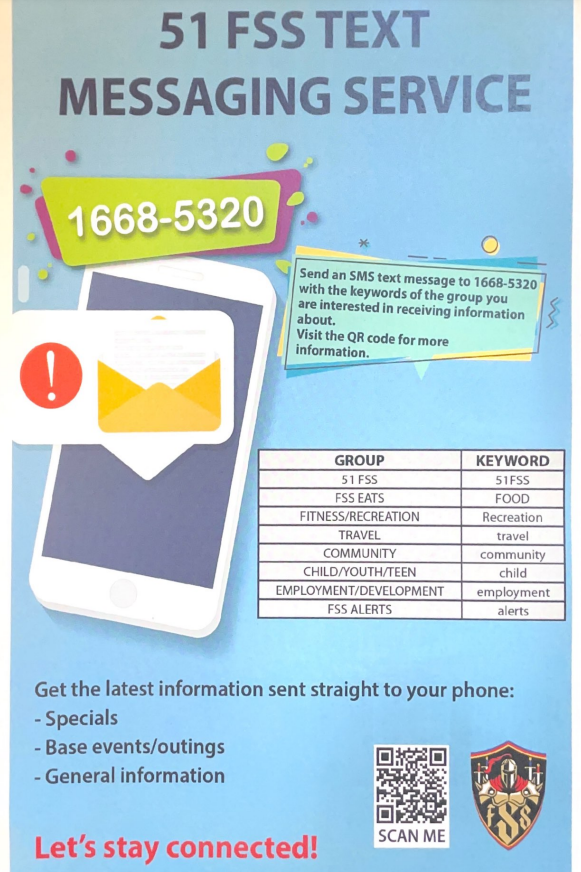 51 FSS TEXT
MESSAGING SERVICE
1668-5320
Send an SMS text message to 1668-5320
with the keywords of the group you
are interested in receiving information
about.
Visit the QR code for more
information.
GROUP KEYWORD
51 FSS 51FSS
FSS EATS FOOD
FITNESS/RECREATION Recreation
TRAVEL travel
COMMUNITY community
CHILD/YOUTH/TEEN child
EMPLOYMENT/DEVELOPMENT employment
FSS ALERTS alerts
Get the latest information sent straight to your phone:
- Specials
- Base events/outings
- General information
SCAN ME
FSS
Let's stay connected!